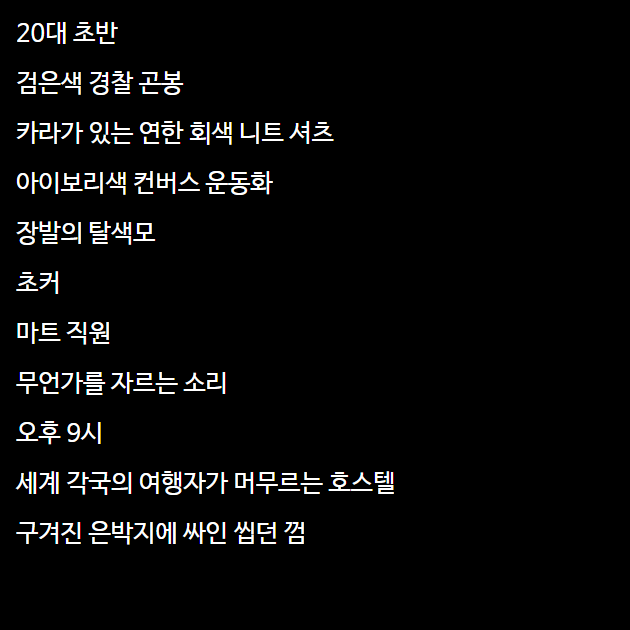 20대 초반
검은색 경찰 곤봉
카라가 있는 연한 회색 니트 셔츠
아이보리색 컨버스 운동화
장발의 탈색모
초커
마트 직원
무언가를 자르는 소리
오후 9시
세계 각국의 여행자가 머무르는 호스텔
구겨진 은박지에 싸인 씹던 껌